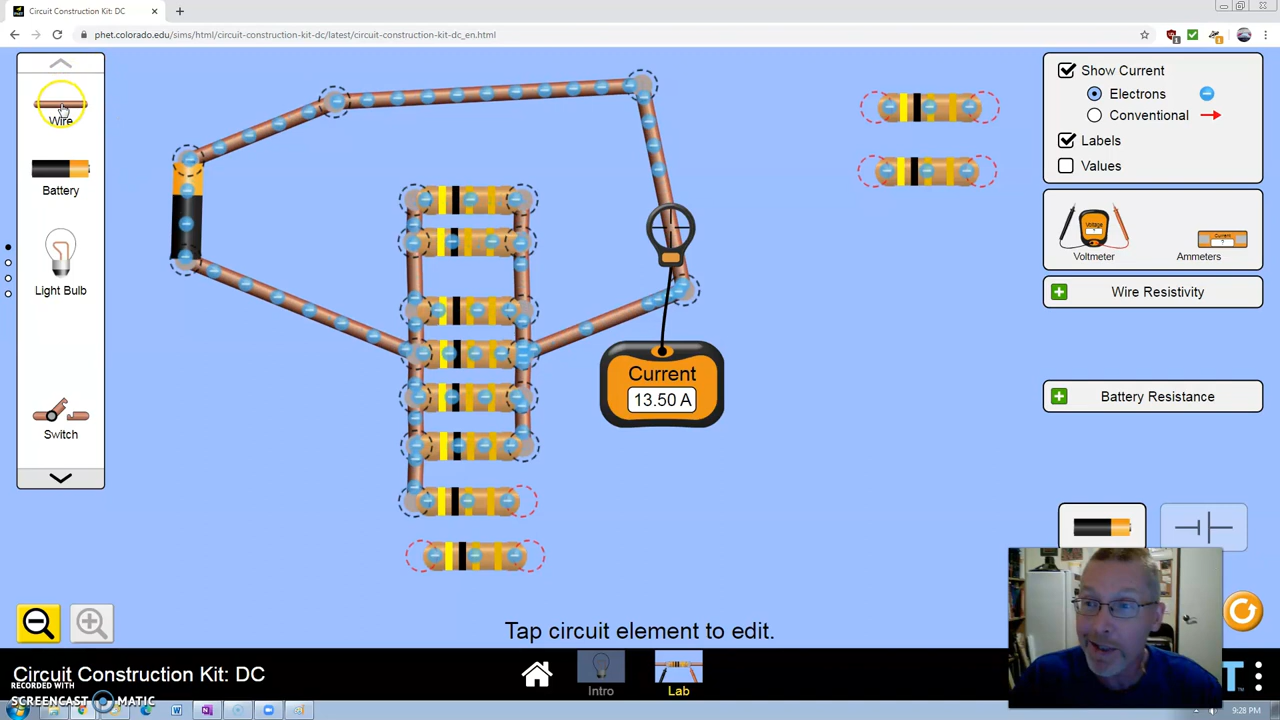 Circuit Construction Kit: DC
phet.colorado.edu/sims/html/circuit-construction-kit-dc/latest/circuit-construction-kit-dc_en.html
Wire
Battery
Light Bulb
Switch
Current
13.50 A
Show Current
Electrons
Conventional
Labels
Values
Voltage
?
Voltmeter
Current
?
Ammeters
Wire Resistivity
Battery Resistance
Tap circuit element to edit.
Circuit Construction Kit: DC
Intro
Lab
RECORDED WITH
SCREENCAST MATIC
9:28 PM